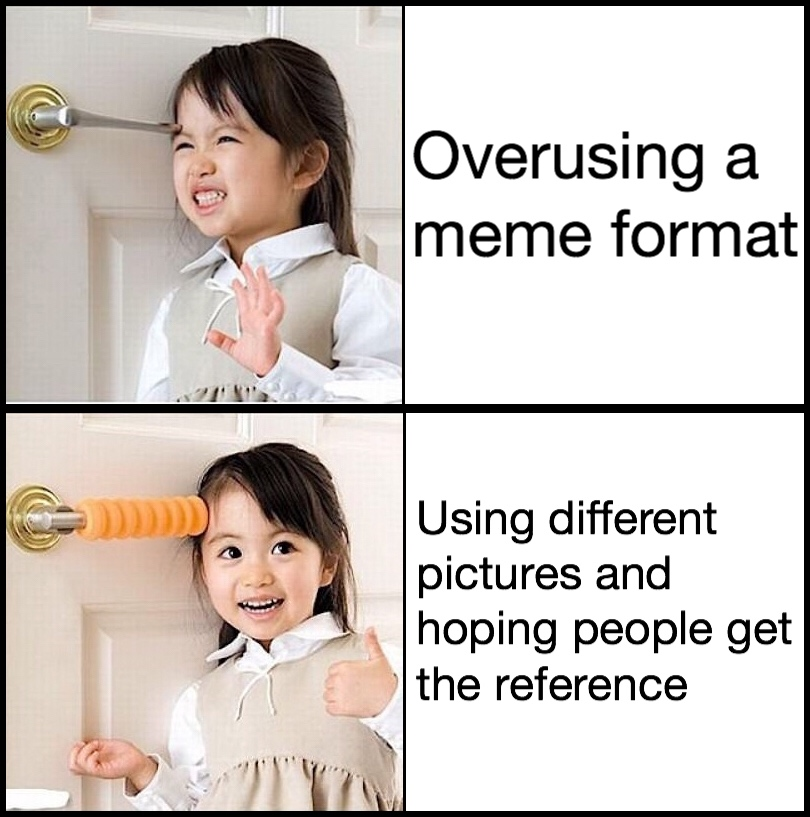 Overusing a
meme format
Using different
pictures and
hoping people get
the reference